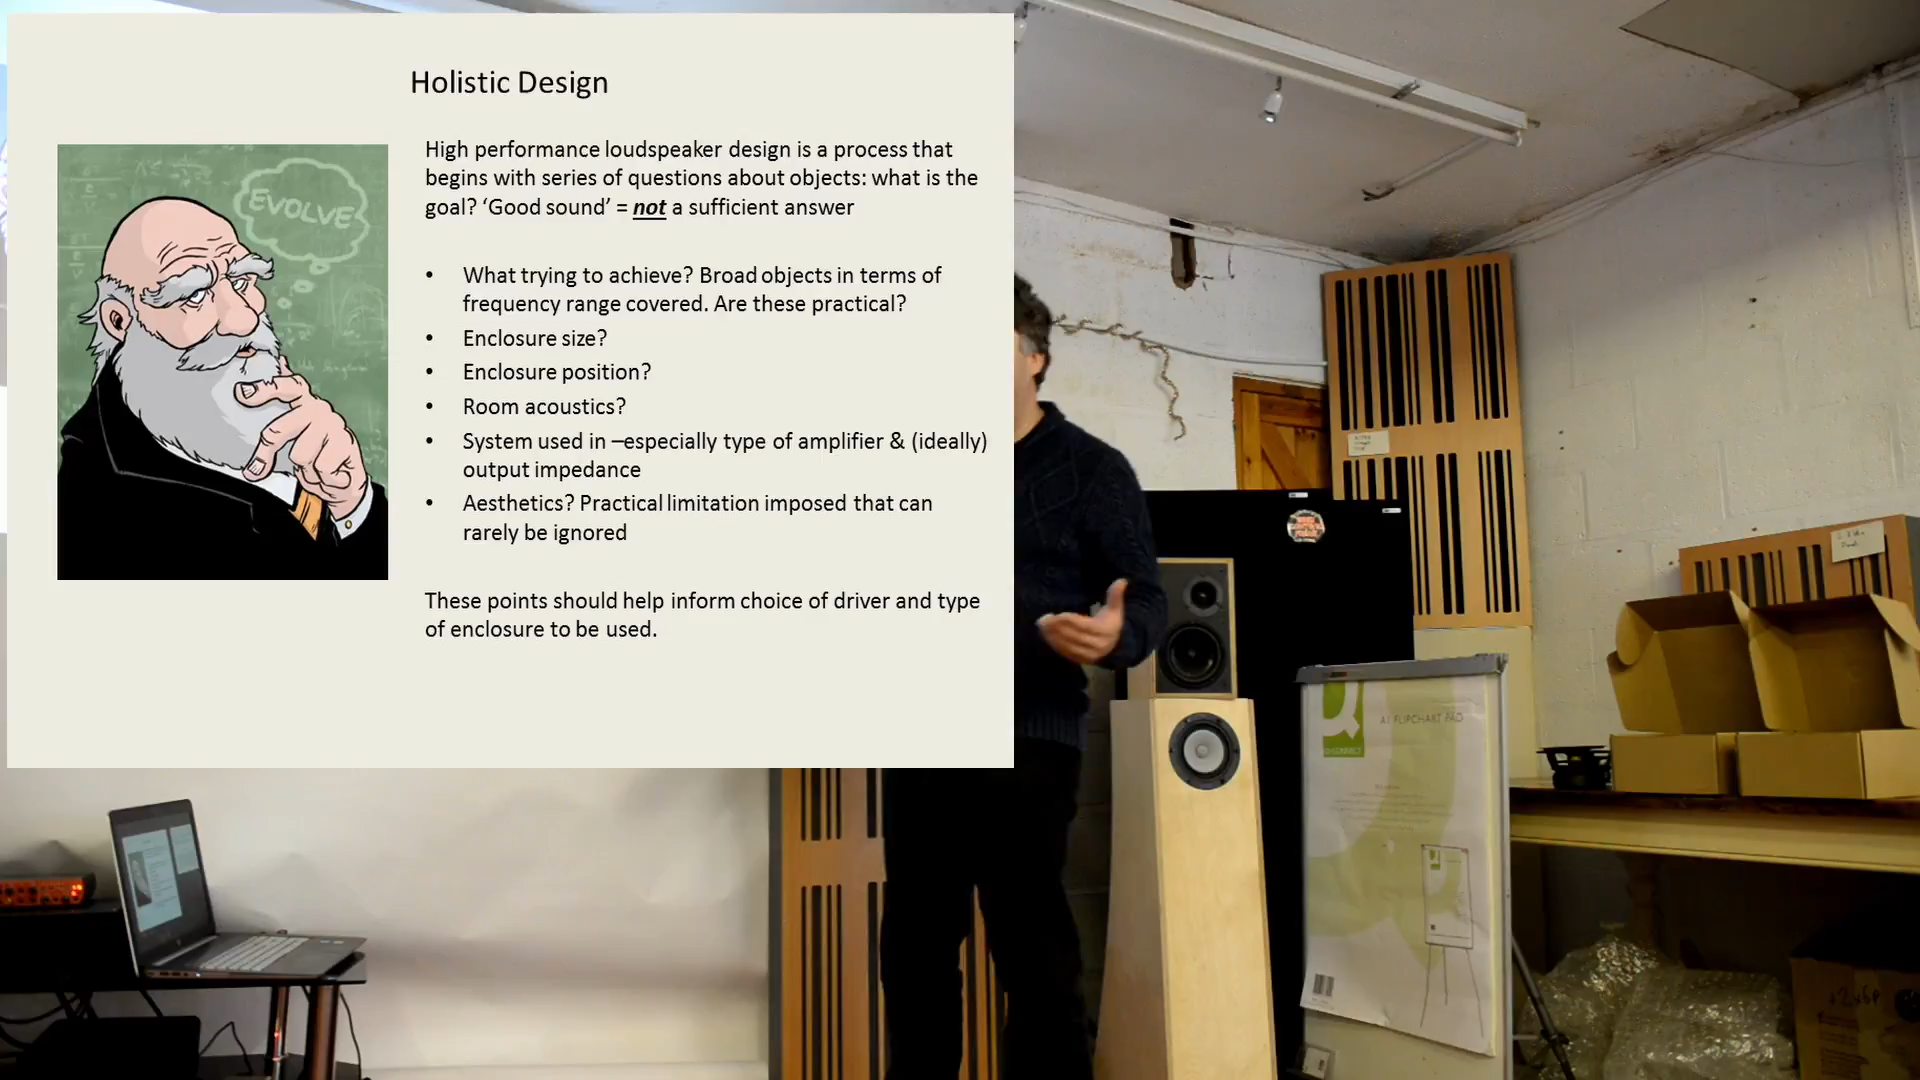 Holistic Design
EVOLVE
High performance loudspeaker design is a process that
begins with series of questions about objects: what is the
goal? ‘Good sound’ = not a sufficient answer
• What trying to achieve? Broad objects in terms of
frequency range covered. Are these practical?
• Enclosure size?
• Enclosure position?
• Room acoustics?
• System used in –especially type of amplifier & (ideally)
output impedance
• Aesthetics? Practical limitation imposed that can
rarely be ignored
These points should help inform choice of driver and type
of enclosure to be used.
A1 FLIPCHART PAD